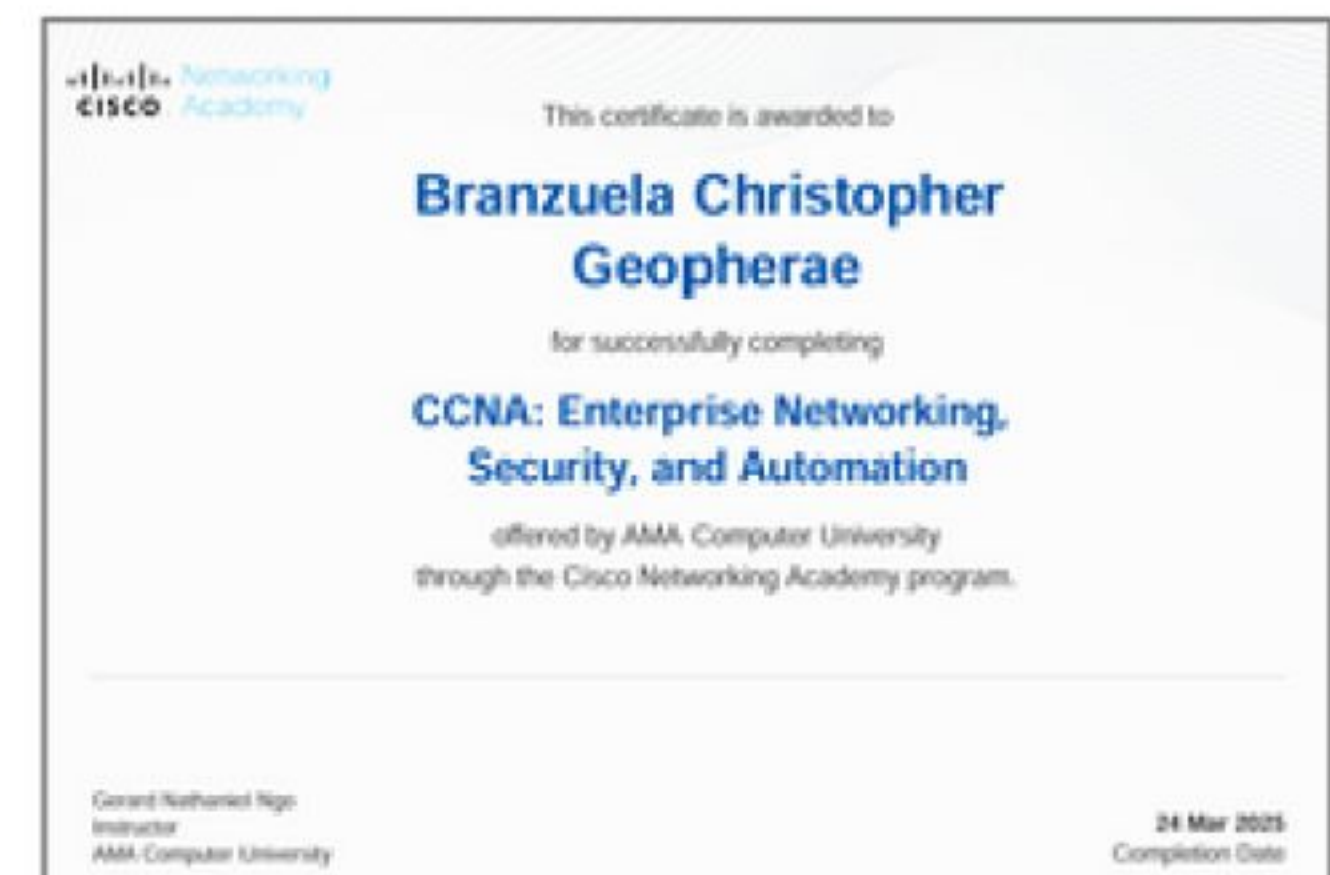 CISCO Networking Academy
This certificate is awarded to
Branzuela Christopher
Geopherae
for successfully completing
CCNA: Enterprise Networking,
Security, and Automation
offered by AMA Computer University
through the Cisco Networking Academy program.
Gerard Nathaniel Ngo
Instructor
AMA Computer University
24 Mar 2025
Completion Date